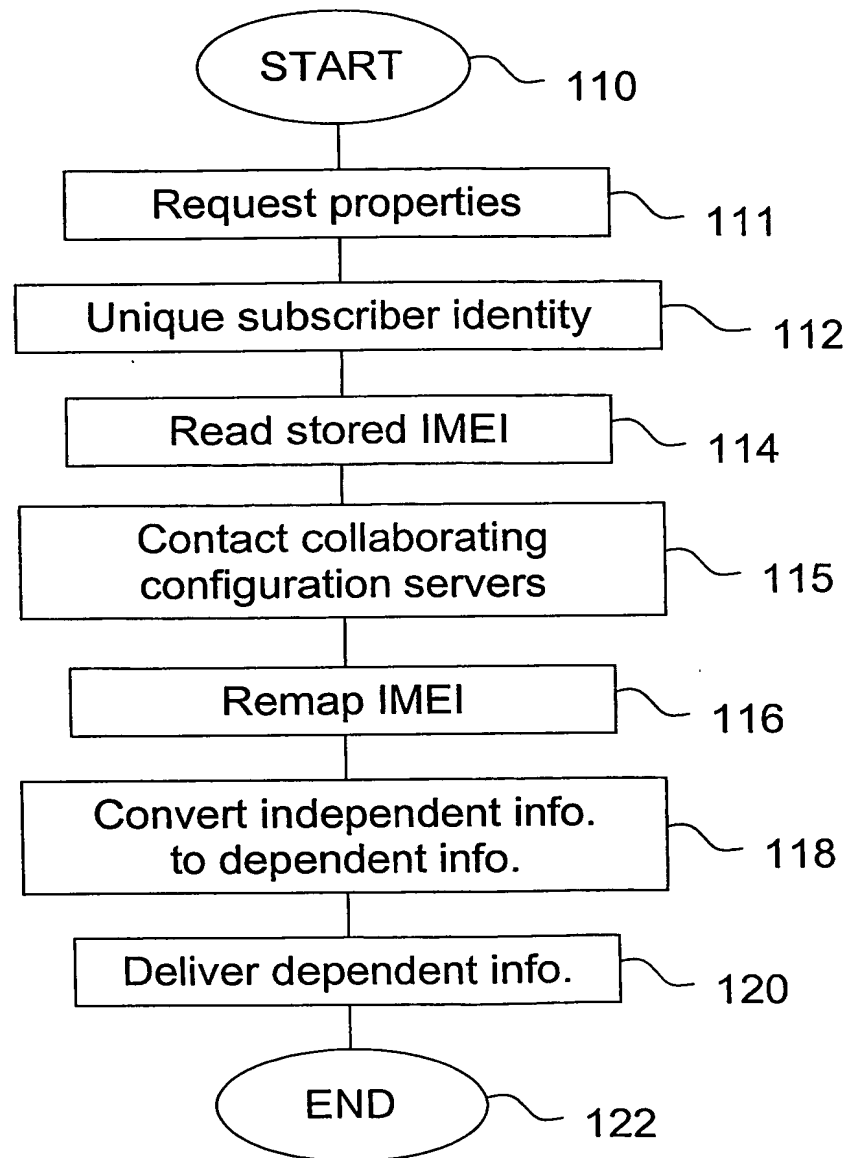 START
110
Request properties
111
Unique subscriber identity
112
Read stored IMEI
114
Contact collaborating
configuration servers
115
Remap IMEI
116
Convert independent info.
to dependent info.
118
Deliver dependent info.
120
END
122